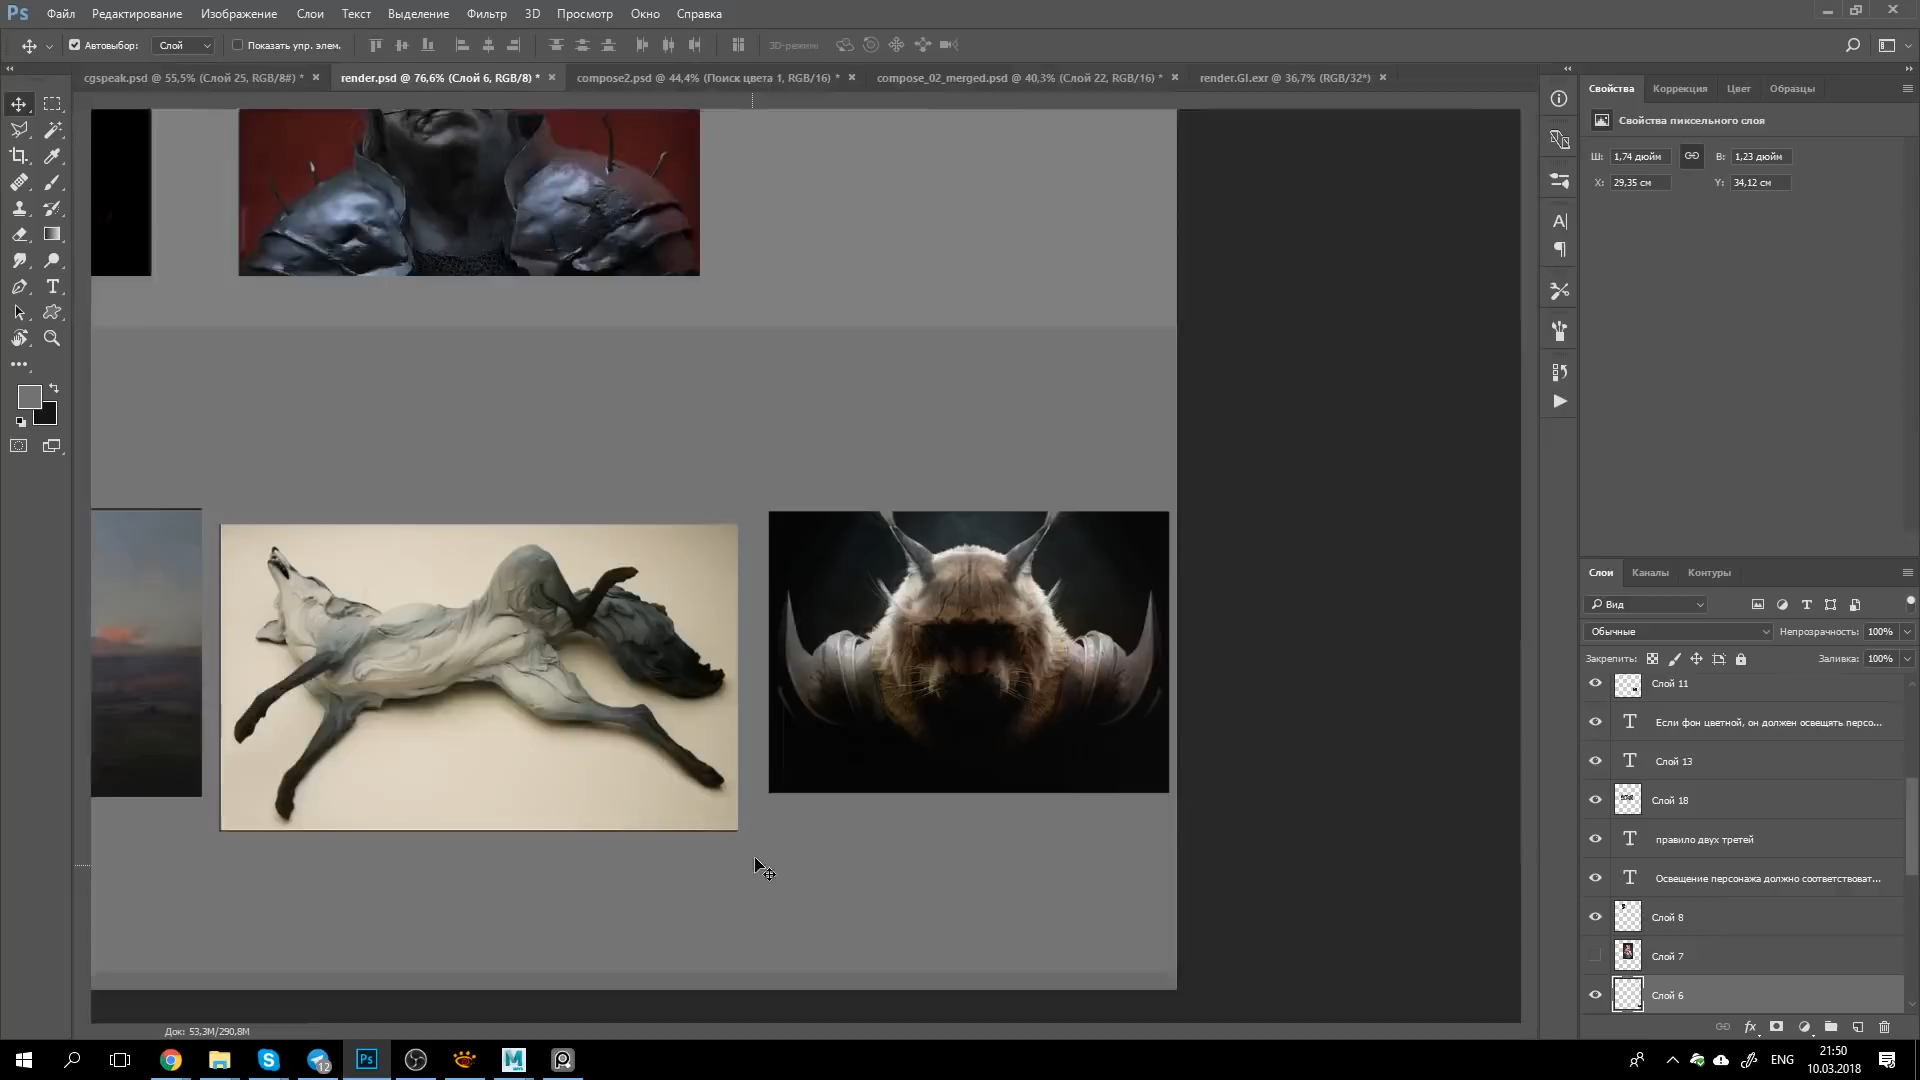 Ps Файл Редактирование Изображение Слои Текст Выделение Фильтр 3D Просмотр Окно Справка
Автовыбор: Слой Показать упр. элем. 3D-режим:
cgspeak.psd @ 55,5% (Слой 25, RGB/8#) * render.psd @ 76,6% (Слой 6, RGB/8) * compose2.psd @ 44,4% (Поиск цвета 1, RGB/16) * compose_02_merged.psd @ 40,3% (Слой 22, RGB/16) * render.GI.exr @ 36,7% (RGB/32*)
Свойства Коррекция Цвет Образцы
Свойства пиксельного слоя
Ш: 1,74 дюйм В: 1,23 дюйм
X: 29,35 см Y: 34,12 см
Слои Каналы Контуры
Вид
Обычные Непрозрачность: 100%
Закрепить: Заливка: 100%
Слой 11
Если фон цветной, он должен освещять персо...
Слой 13
Слой 18
правило двух третей
Освещение персонажа должно соответствоват...
Слой 8
Слой 7
Слой 6
Док: 53,3M/290,8M
12
Ps
ENG
21:50
10.03.2018